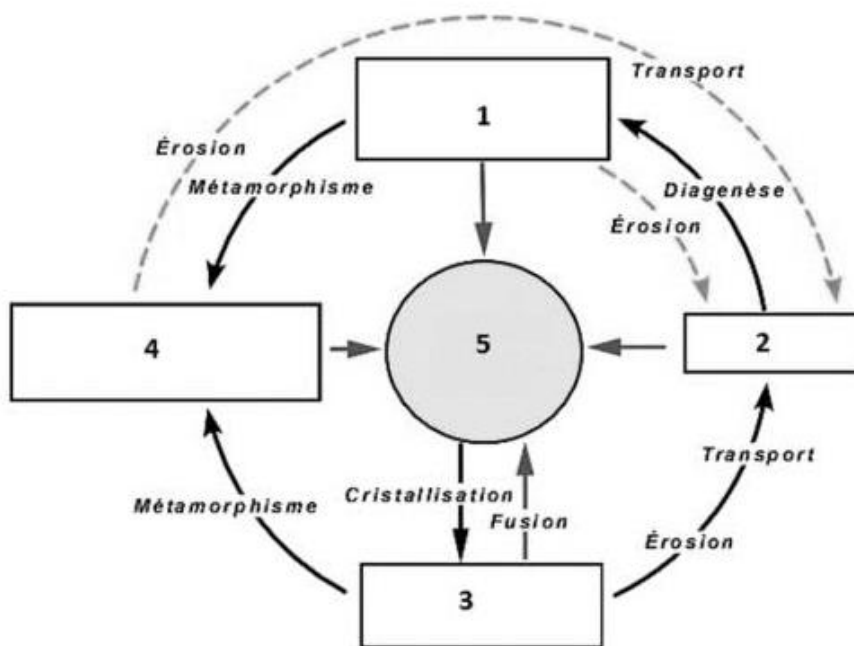 Transport
1
Érosion
Métamorphisme
Diagenèse
Érosion
4
5
2
Transport
Cristallisation
Métamorphisme
Fusion
Érosion
3